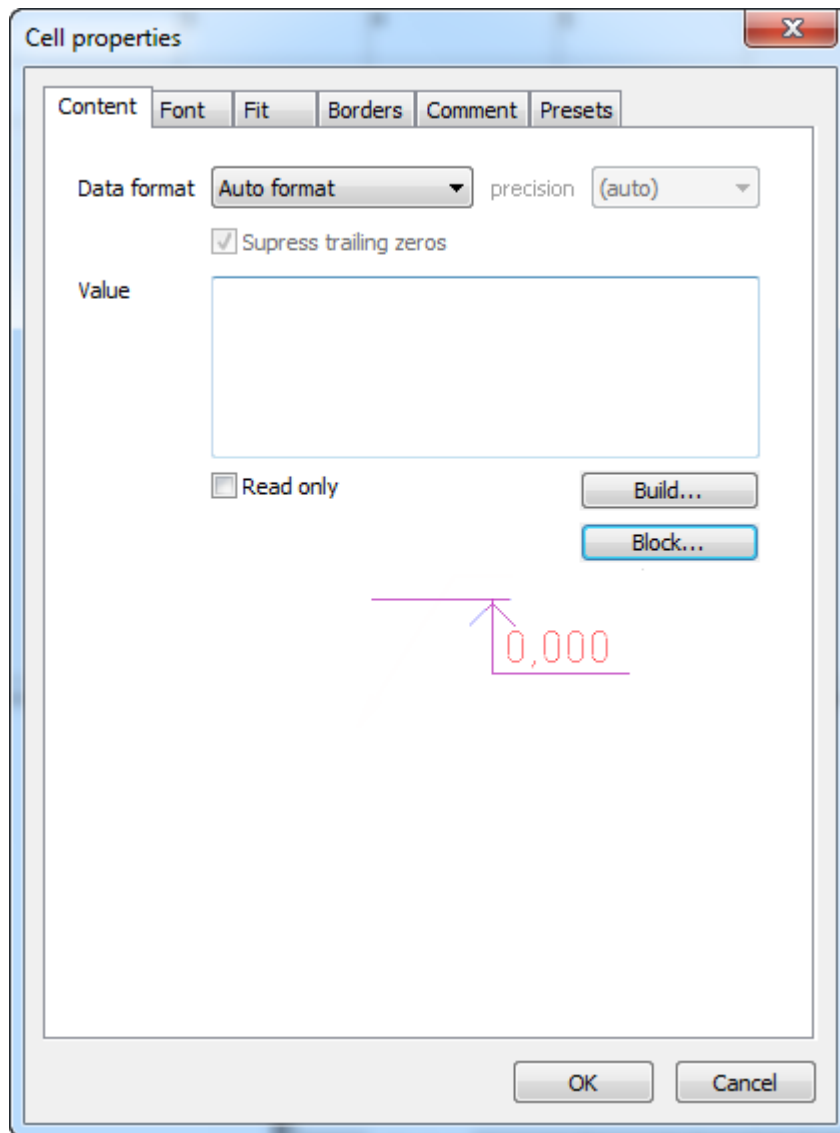 Cell properties
Content Font Fit Borders Comment Presets
Data format Auto format precision (auto)
Supress trailing zeros
Value
Read only Build...
Block...
0,000
OK Cancel